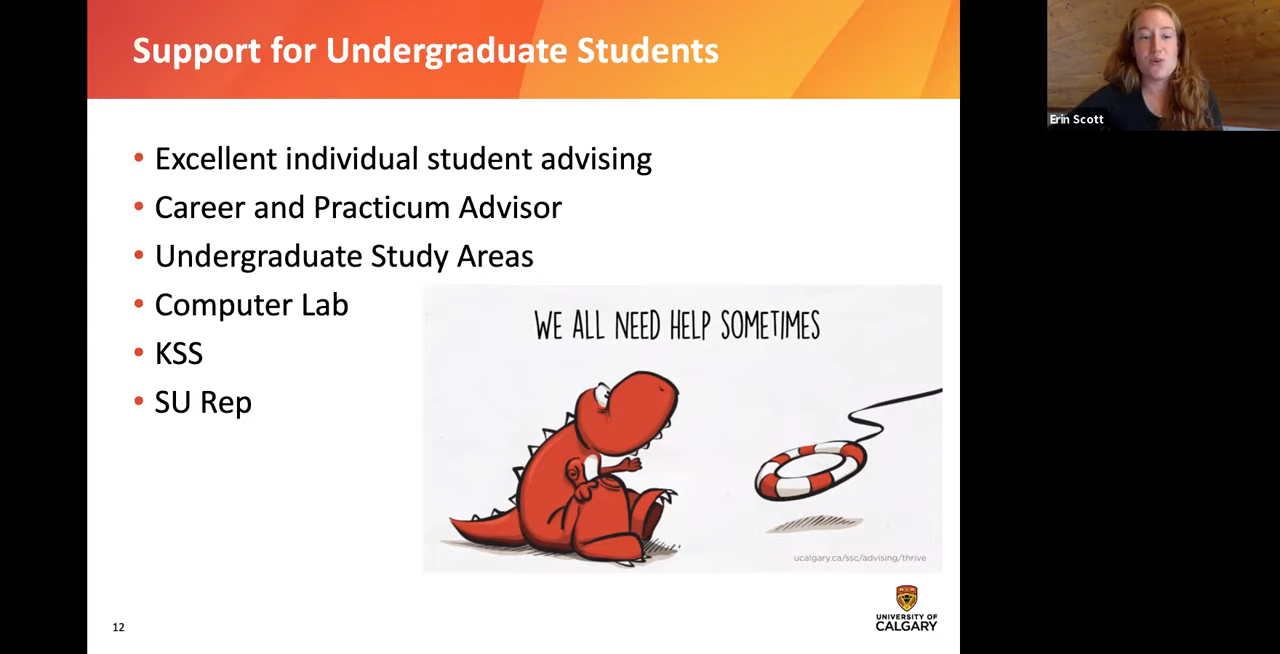 Support for Undergraduate Students
Erin Scott
• Excellent individual student advising
• Career and Practicum Advisor
• Undergraduate Study Areas
• Computer Lab
• KSS
• SU Rep
WE ALL NEED HELP SOMETIMES
ucalgary.ca/ssc/advising/thrive
12
UNIVERSITY OF
CALGARY